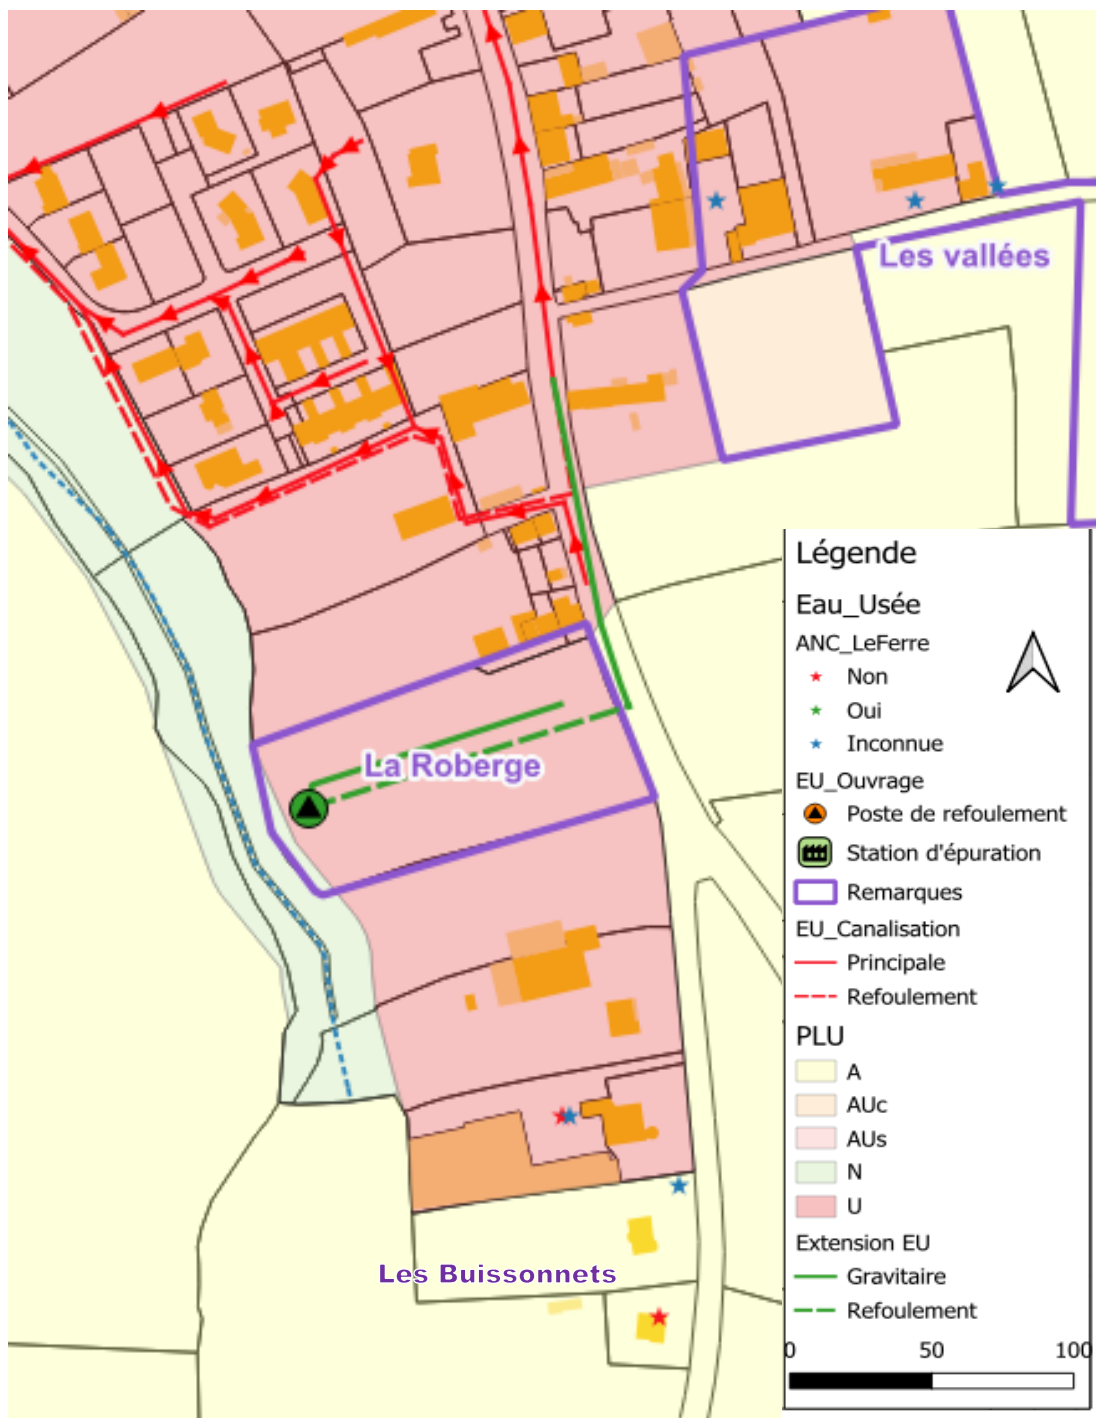 Les vallées
La Roberge
Les Buissonnets
Légende
Eau_Usée
ANC_LeFerre
Non
Oui
Inconnue
EU_Ouvrage
Poste de refoulement
Station d'épuration
Remarques
EU_Canalisation
Principale
Refoulement
PLU
A
AUc
AUs
N
U
Extension EU
Gravitaire
Refoulement
0 50 100